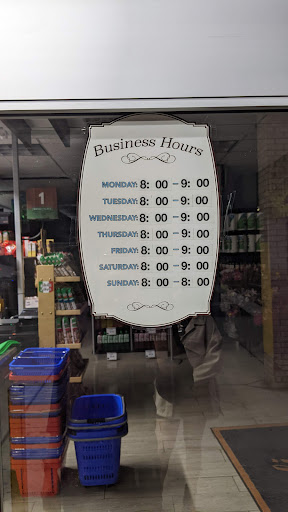 Business Hours
MONDAY: 8: 00 — 9: 00
TUESDAY: 8: 00 — 9: 00
WEDNESDAY: 8: 00 — 9: 00
THURSDAY: 8: 00 — 9: 00
FRIDAY: 8: 00 — 9: 00
SATURDAY: 8: 00 — 9: 00
SUNDAY: 8: 00 — 8: 00
1